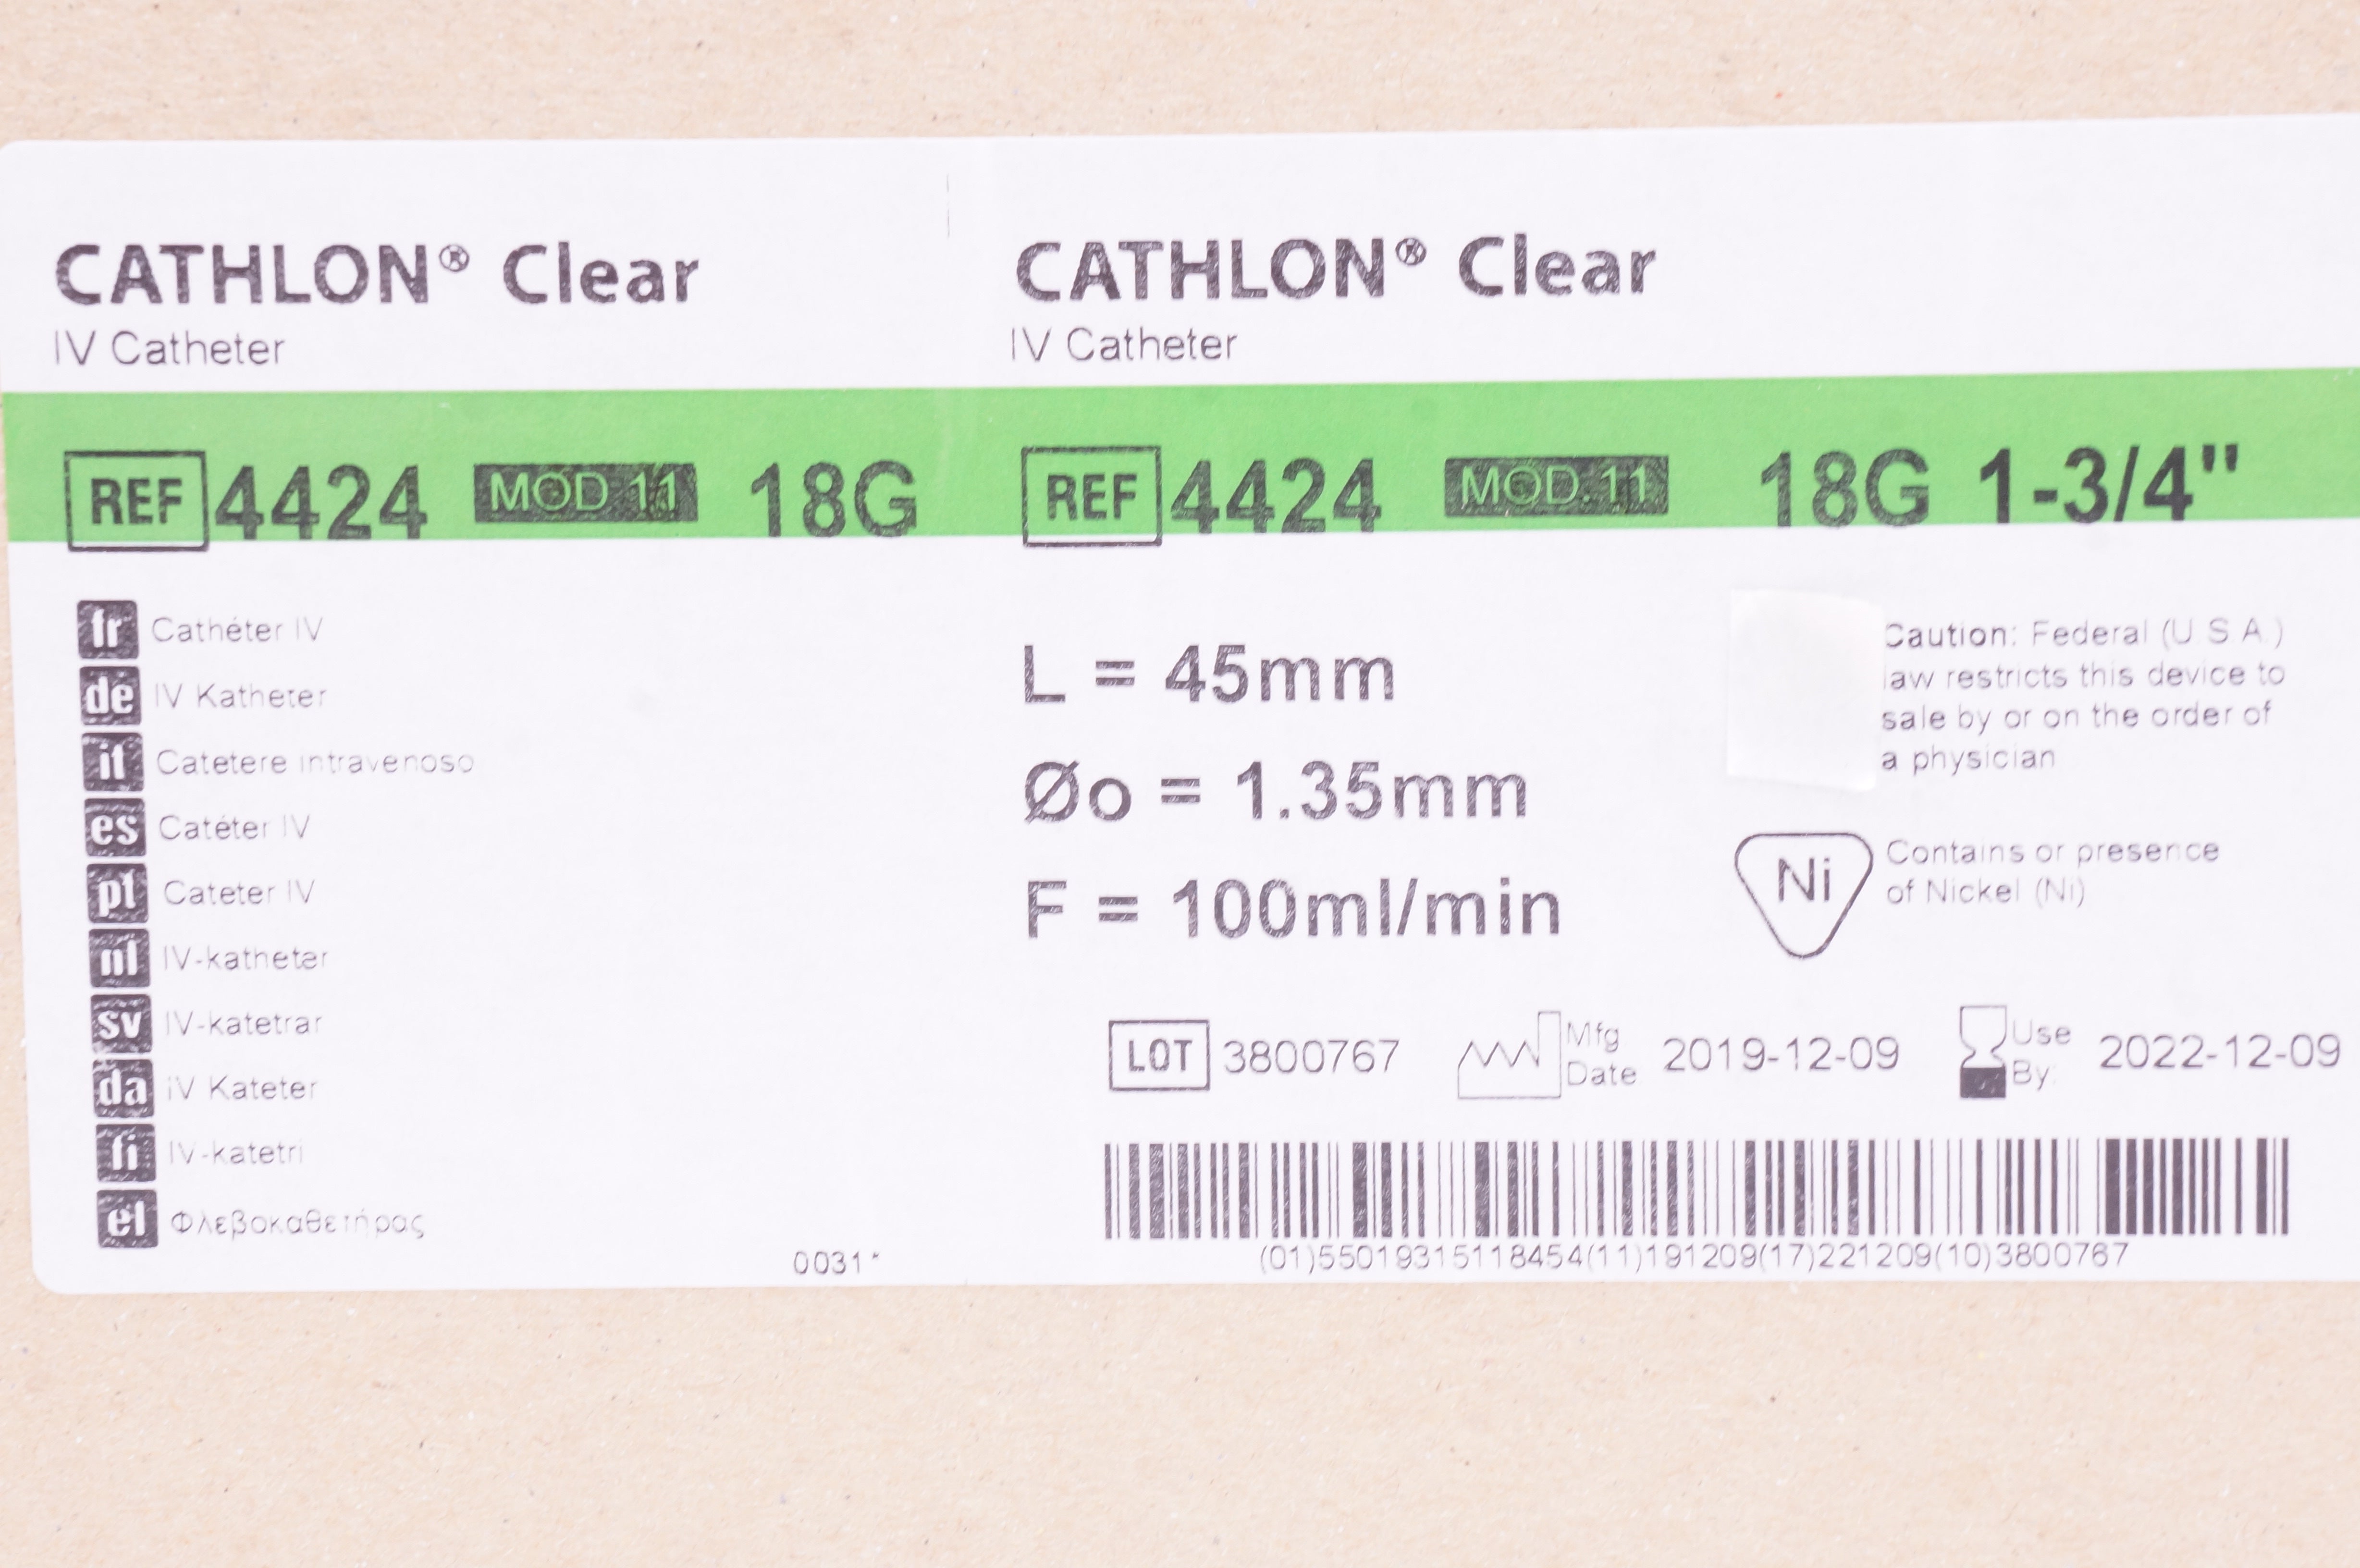 CATHLON® Clear
IV Catheter
REF 4424 MOD 11 18G
fr Cathéter IV
de IV Katheter
it Catetere intravenoso
es Catéter IV
pt Cateter IV
nl IV-katheter
sv IV-katetrar
da IV Kateter
fi IV-katetri
el Φλεβοκαθετήρας
0031*
CATHLON® Clear
IV Catheter
REF 4424 MOD.11 18G 1-3/4"
L = 45mm
Øo = 1.35mm
F = 100ml/min
Caution: Federal (U.S.A.)
law restricts this device to
sale by or on the order of
a physician
Ni Contains or presence
of Nickel (Ni)
LOT 3800767 Mfg. Date 2019-12-09 Use By 2022-12-09
(01)55019315118454(11)191209(17)221209(10)3800767